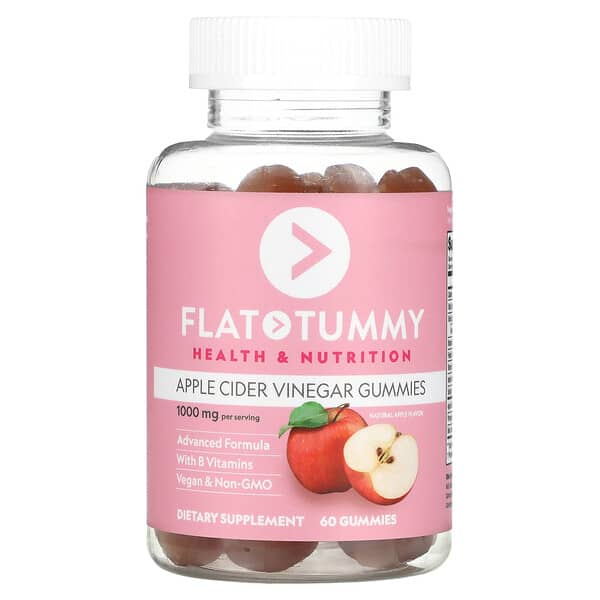 FLAT TUMMY
HEALTH & NUTRITION
APPLE CIDER VINEGAR GUMMIES
1000 mg per serving
NATURAL APPLE FLAVOR
Advanced Formula
With B Vitamins
Vegan & Non-GMO
DIETARY SUPPLEMENT 60 GUMMIES